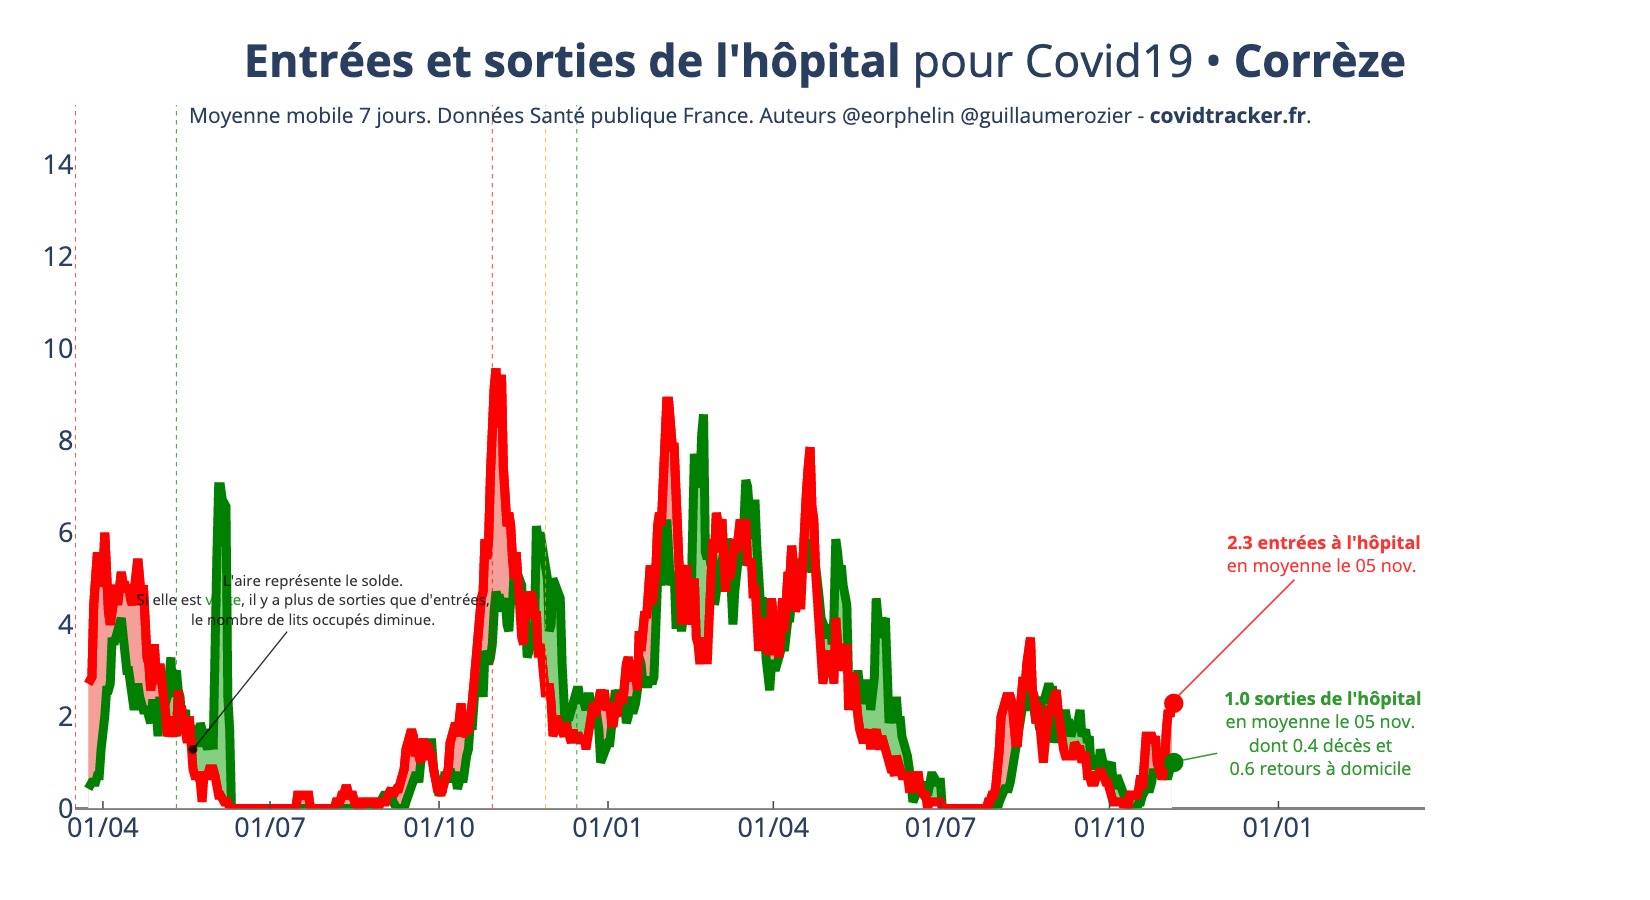 Entrées et sorties de l'hôpital pour Covid19 • Corrèze
Moyenne mobile 7 jours. Données Santé publique France. Auteurs @eorphelin @guillaumerozier - covidtracker.fr.
14
12
10
8
6
4
2
0
L'aire représente le solde.
Si elle est verte, il y a plus de sorties que d'entrées,
le nombre de lits occupés diminue.
2.3 entrées à l'hôpital
en moyenne le 05 nov.
1.0 sorties de l'hôpital
en moyenne le 05 nov.
dont 0.4 décès et
0.6 retours à domicile
01/04
01/07
01/10
01/01
01/04
01/07
01/10
01/01